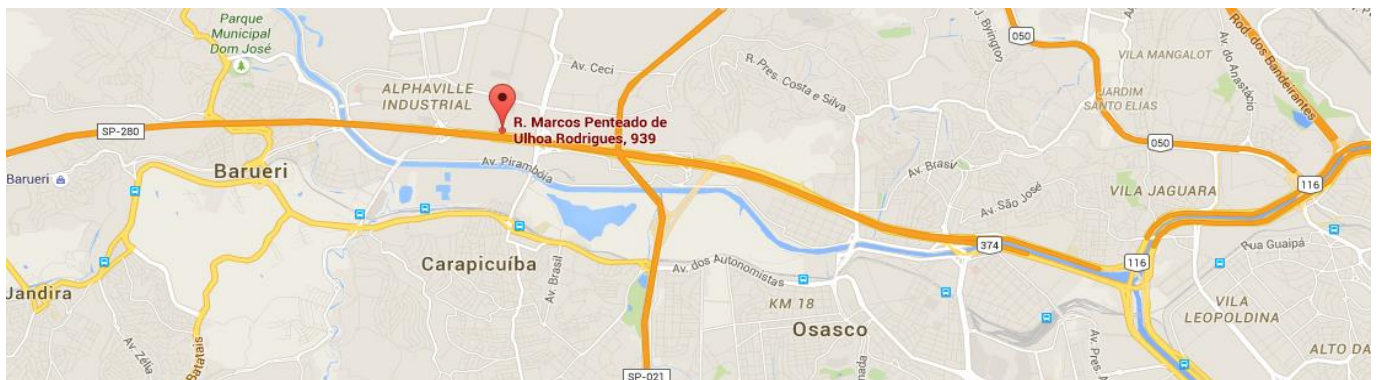 Parque
Municipal
Dom José
ALPHAVILLE
INDUSTRIAL
Av. Ceci
R. Pres. Costa e Silva
J. Byington
050
VILA MANGALOT
Av. do Anastácio
Rod. dos Bandeirantes
JARDIM
SANTO ELIAS
SP-280
R. Marcos Penteado de
Ulhoa Rodrigues, 939
050
Barueri
Barueri
Av. Pirambóia
Av. Brasil
VILA JAGUARA
116
Av. São José
374
116
Rua Guaipá
Jandira
Carapicuíba
Av. Brasil
Av. dos Autonomistas
KM 18
Osasco
VILA
LEOPOLDINA
Av. Zélia
Batatais
SP-021
Av. Pres.
ALTO DA